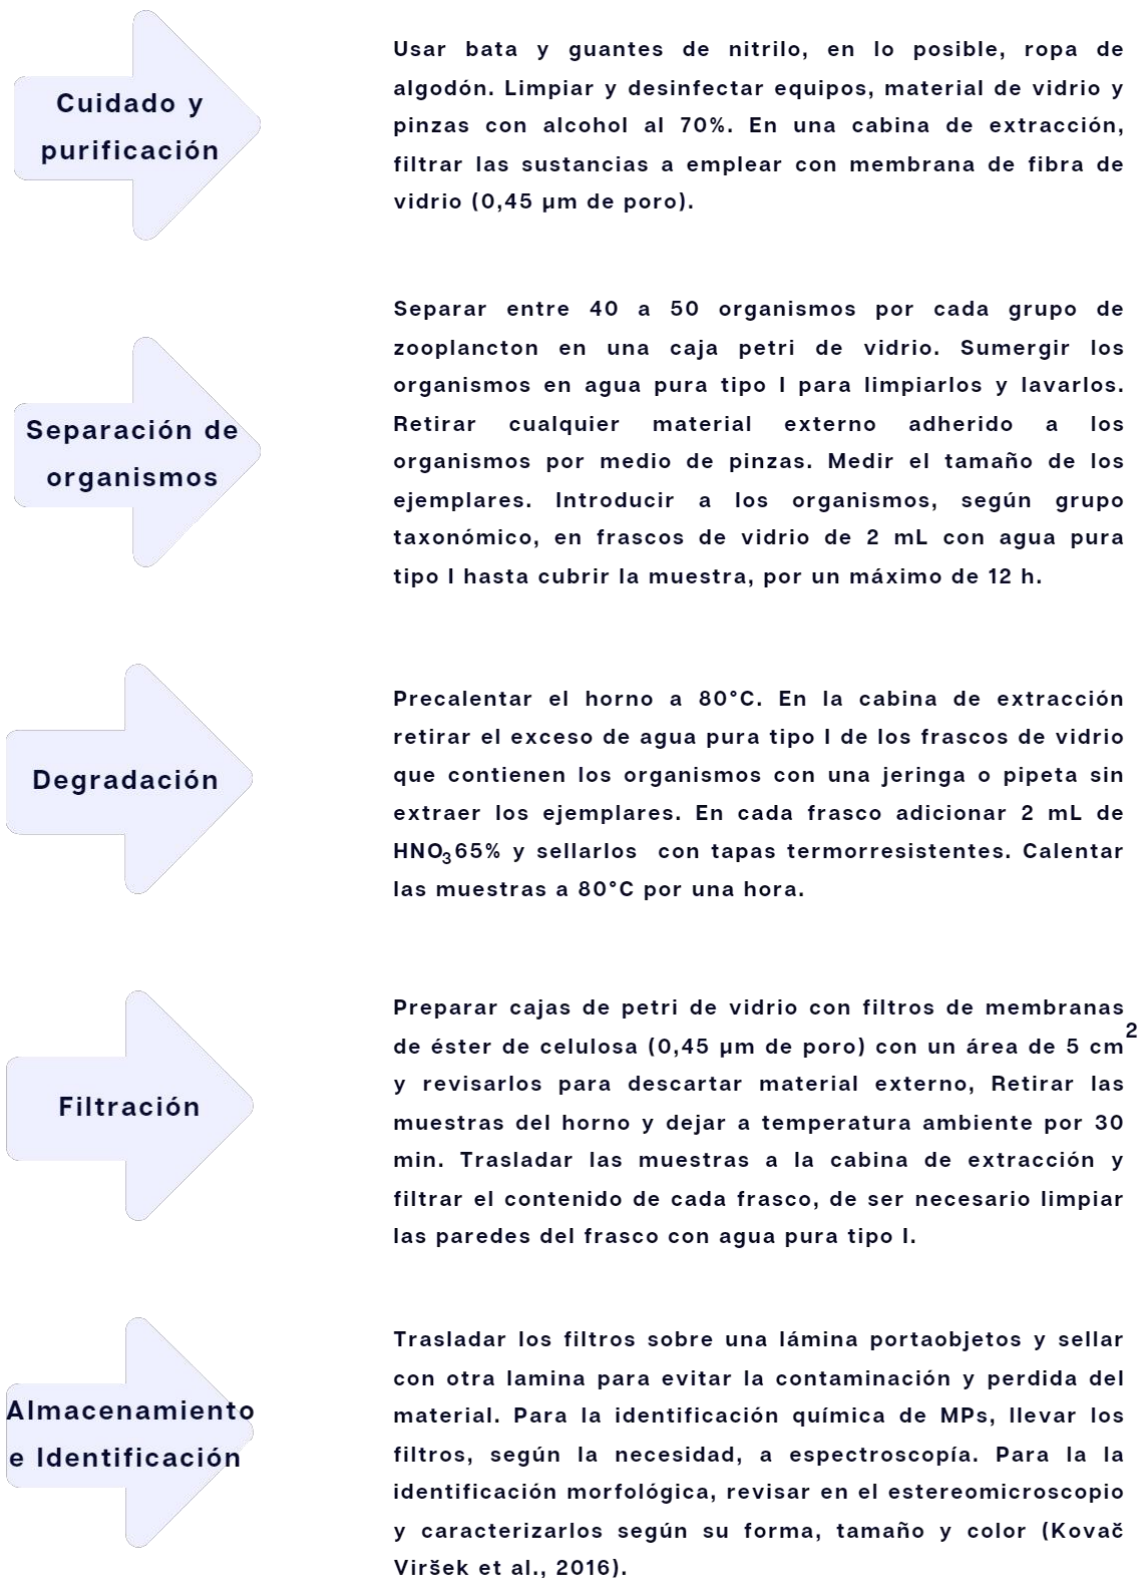 Cuidado y
purificación
Usar bata y guantes de nitrilo, en lo posible, ropa de
algodón. Limpiar y desinfectar equipos, material de vidrio y
pinzas con alcohol al 70%. En una cabina de extracción,
filtrar las sustancias a emplear con membrana de fibra de
vidrio (0,45 µm de poro).
Separación de
organismos
Separar entre 40 a 50 organismos por cada grupo de
zooplancton en una caja petri de vidrio. Sumergir los
organismos en agua pura tipo I para limpiarlos y lavarlos.
Retirar cualquier material externo adherido a los
organismos por medio de pinzas. Medir el tamaño de los
ejemplares. Introducir a los organismos, según grupo
taxonómico, en frascos de vidrio de 2 mL con agua pura
tipo I hasta cubrir la muestra, por un máximo de 12 h.
Degradación
Precalentar el horno a 80°C. En la cabina de extracción
retirar el exceso de agua pura tipo I de los frascos de vidrio
que contienen los organismos con una jeringa o pipeta sin
extraer los ejemplares. En cada frasco adicionar 2 mL de
HNO₃65% y sellarlos con tapas termorresistentes. Calentar
las muestras a 80°C por una hora.
Filtración
Preparar cajas de petri de vidrio con filtros de membranas
de éster de celulosa (0,45 µm de poro) con un área de 5 cm²
y revisarlos para descartar material externo, Retirar las
muestras del horno y dejar a temperatura ambiente por 30
min. Trasladar las muestras a la cabina de extracción y
filtrar el contenido de cada frasco, de ser necesario limpiar
las paredes del frasco con agua pura tipo I.
Almacenamiento
e Identificación
Trasladar los filtros sobre una lámina portaobjetos y sellar
con otra lamina para evitar la contaminación y perdida del
material. Para la identificación química de MPs, llevar los
filtros, según la necesidad, a espectroscopía. Para la la
identificación morfológica, revisar en el estereomicroscopio
y caracterizarlos según su forma, tamaño y color (Kovač
Viršek et al., 2016).